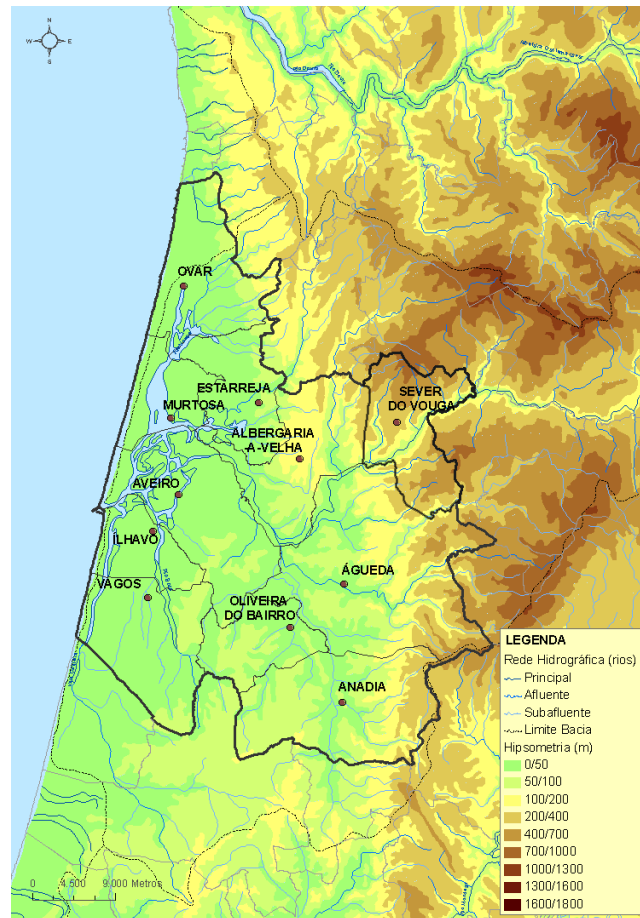 N
W
E
S
Rio Douro
OVAR
ESTARREJA
MURTOSA
SEVER
DO VOUGA
ALBERGARIA
-A-VELHA
AVEIRO
ÍLHAVO
VAGOS
ÁGUEDA
OLIVEIRA
DO BAIRRO
ANADIA
LEGENDA
Rede Hidrográfica (rios)
Principal
Afluente
Subafluente
Limite Bacia
Hipsometria (m)
0/50
50/100
100/200
200/400
400/700
700/1000
1000/1300
1300/1600
1600/1800
0 4.500 9.000 Metros